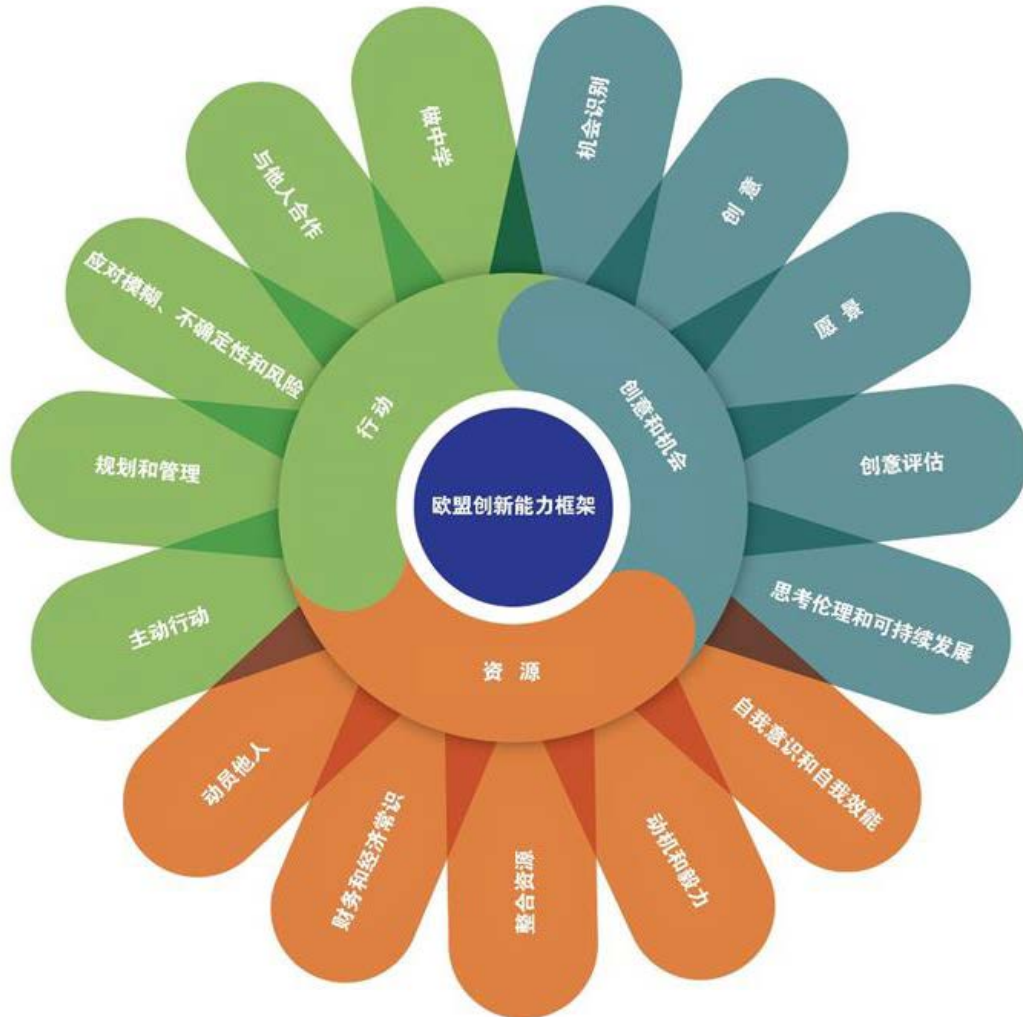 欧盟创新能力框架
创意和机会
机会识别
创 意
愿 景
创意评估
思考伦理和可持续发展
资 源
自我意识和自我效能
动机和毅力
整合资源
财务和经济常识
动员他人
行 动
主动行动
规划和管理
应对模糊、不确定性和风险
与他人合作
做中学